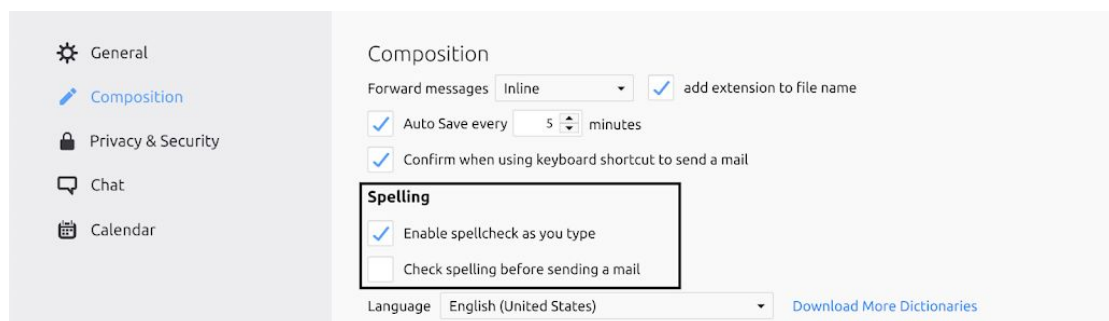 General
Composition
Privacy & Security
Chat
Calendar
Composition
Forward messages Inline add extension to file name
Auto Save every 5 minutes
Confirm when using keyboard shortcut to send a mail
Spelling
Enable spellcheck as you type
Check spelling before sending a mail
Language English (United States) Download More Dictionaries